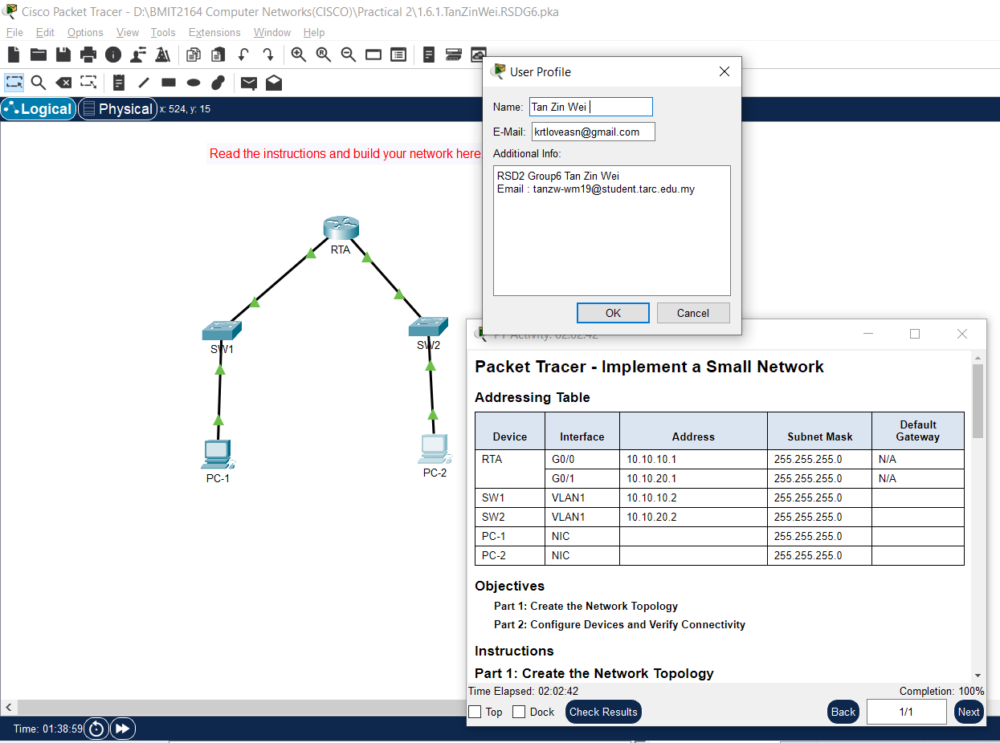 Cisco Packet Tracer - D:\BMIT2164 Computer Networks(CISCO)\Practical 2\1.6.1.TanZinWei.RSDG6.pka
File Edit Options View Tools Extensions Window Help
Logical Physical x: 524, y: 15
Read the instructions and build your network here.
RTA
SW1
SW2
PC-1
PC-2
User Profile
Name: Tan Zin Wei
E-Mail: krtloveasn@gmail.com
Additional Info:
RSD2 Group6 Tan Zin Wei
Email : tanzw-wm19@student.tarc.edu.my
OK Cancel
PT Activity: 02:02:42
Packet Tracer - Implement a Small Network
Addressing Table
Device Interface Address Subnet Mask Default Gateway
RTA G0/0 10.10.10.1 255.255.255.0 N/A
G0/1 10.10.20.1 255.255.255.0 N/A
SW1 VLAN1 10.10.10.2 255.255.255.0
SW2 VLAN1 10.10.20.2 255.255.255.0
PC-1 NIC 255.255.255.0
PC-2 NIC 255.255.255.0
Objectives
Part 1: Create the Network Topology
Part 2: Configure Devices and Verify Connectivity
Instructions
Part 1: Create the Network Topology
Time Elapsed: 02:02:42 Completion: 100%
Top Dock Check Results Back 1/1 Next
Time: 01:38:59